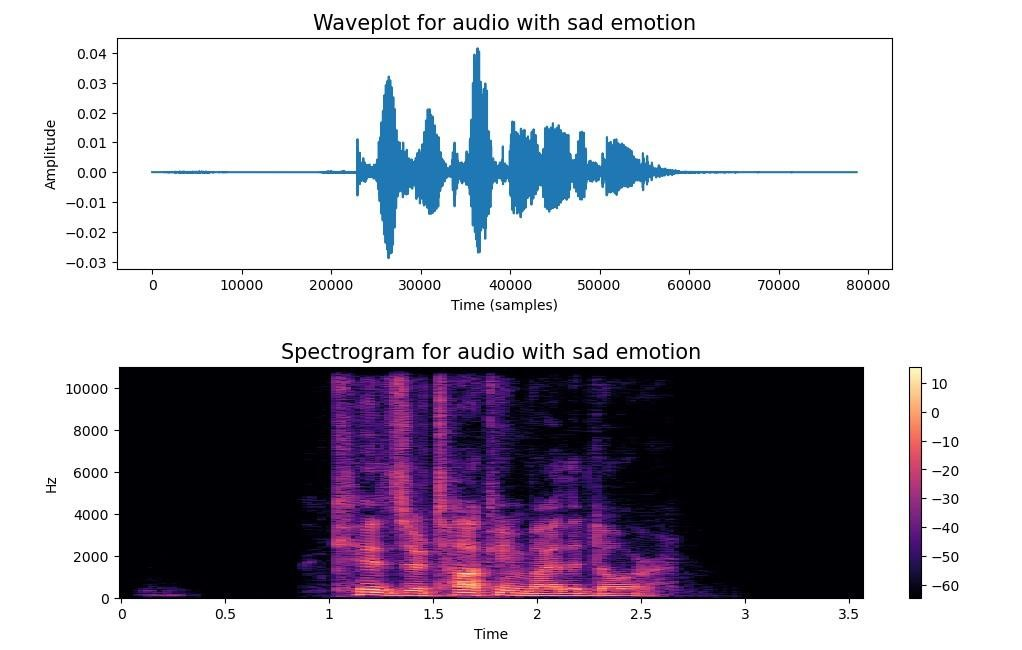 Waveplot for audio with sad emotion
0.04
0.03
0.02
0.01
0.00
−0.01
−0.02
−0.03
Amplitude
0 10000 20000 30000 40000 50000 60000 70000 80000
Time (samples)
Spectrogram for audio with sad emotion
10000
8000
6000
4000
2000
0
Hz
0 0.5 1 1.5 2 2.5 3 3.5
Time
10
0
−10
−20
−30
−40
−50
−60